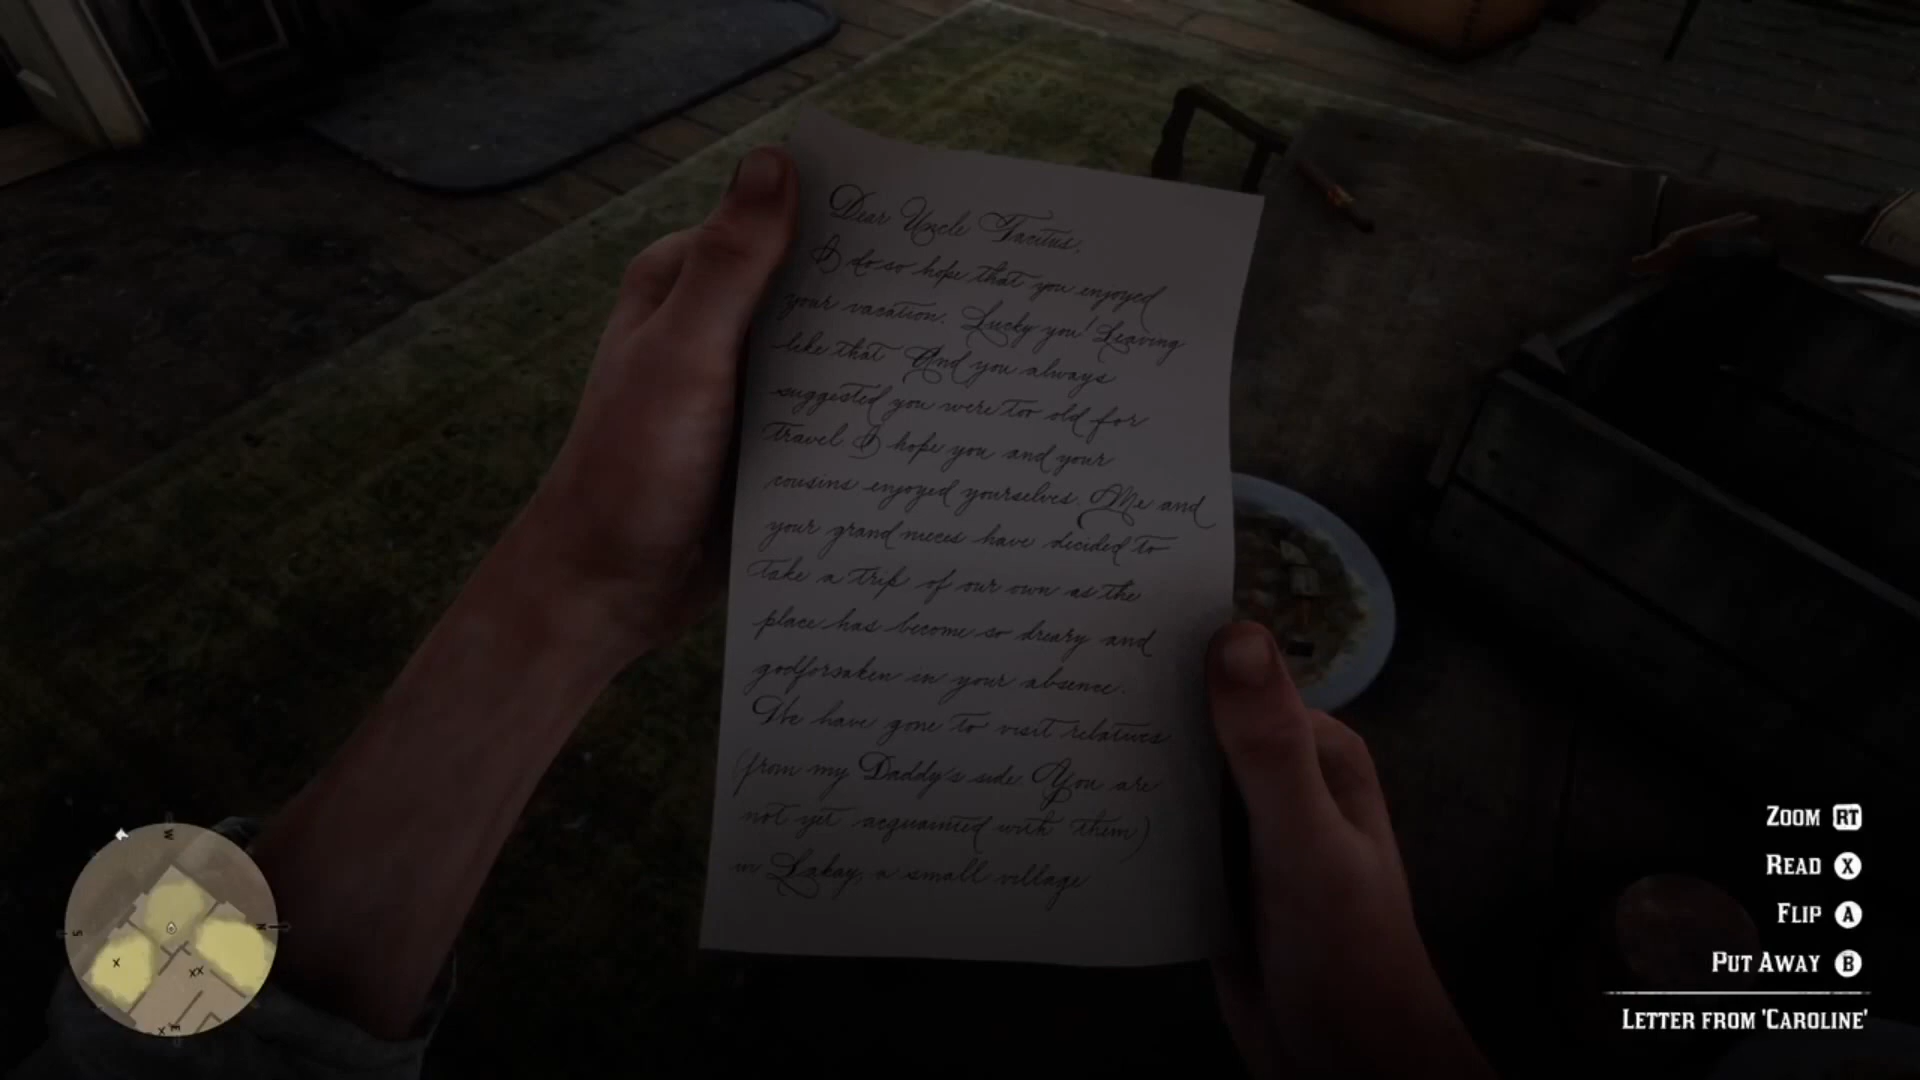 Dear Uncle Tacitus,
I do so hope that you enjoyed
your vacation. Lucky you! Leaving
like that. And you always
suggested you were too old for
travel. I hope you and your
cousins enjoyed yourselves. Me and
your grand nieces have decided to
take a trip of our own as the
place has become so dreary and
godforsaken in your absence.
We have gone to visit relatives
(from my Daddy's side. You are
not yet acquainted with them)
in Lakay, a small village
ZOOM RT
READ X
FLIP A
PUT AWAY B
LETTER FROM 'CAROLINE'
W
S
N
E
X
XX
X